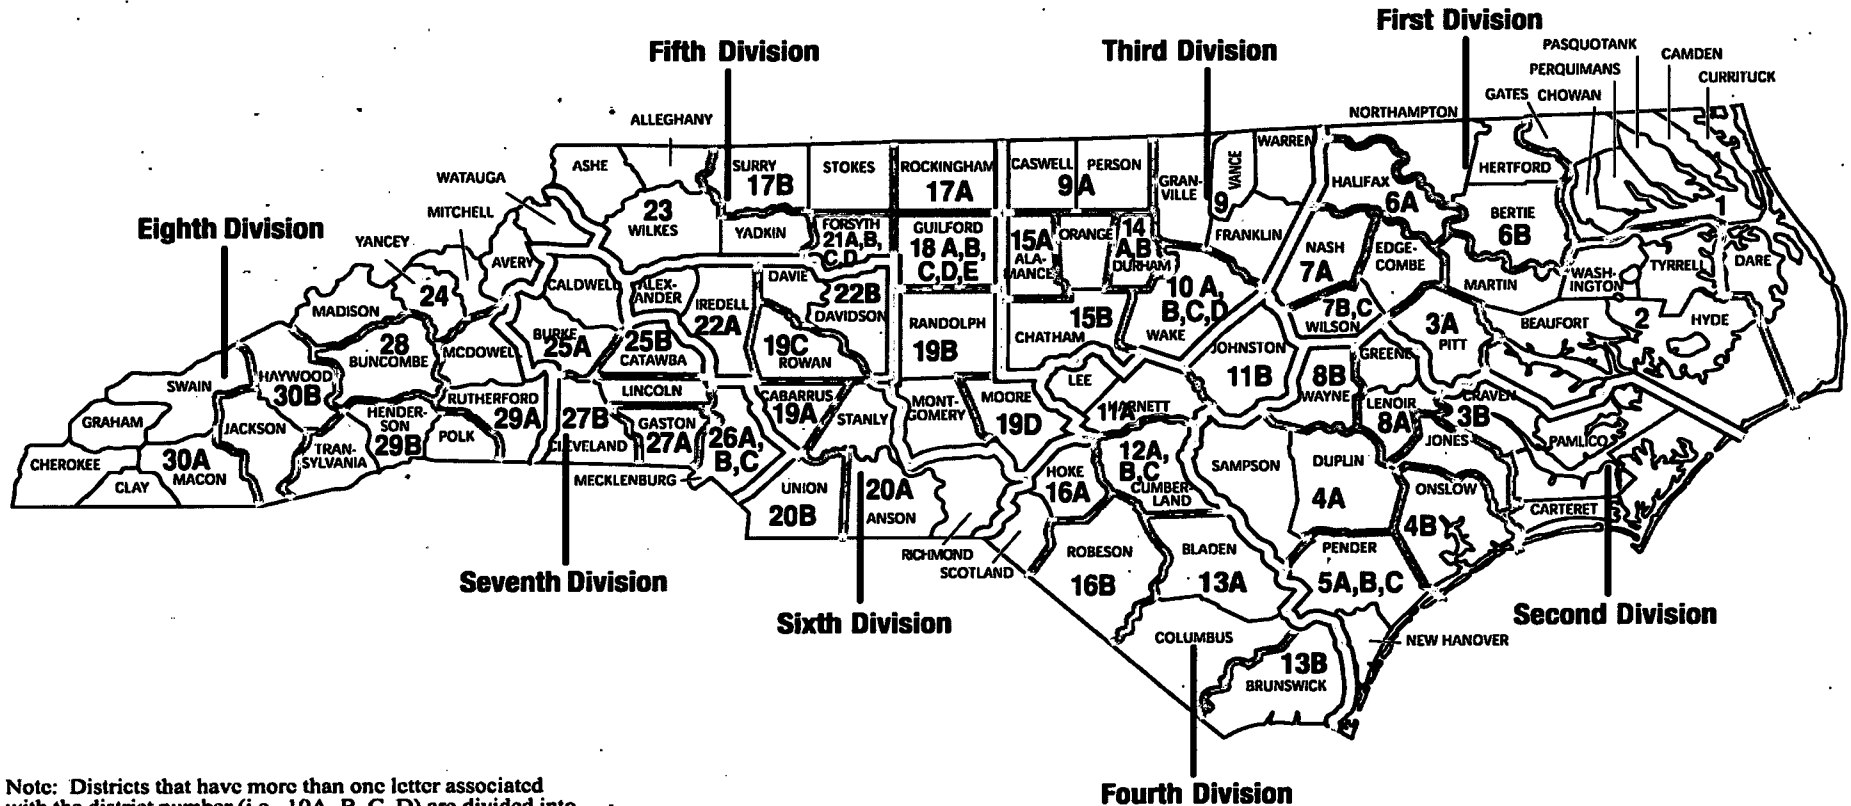 First Division
Fifth Division
Third Division
PASQUOTANK
CAMDEN
PERQUIMANS
CURRITUCK
GATES CHOWAN
NORTHAMPTON
ALLEGHANY
WARREN
ASHE
SURRY
17B
STOKES
ROCKINGHAM
17A
CASWELL
PERSON
9A
GRAN-
VILLE
VANCE
9
FRANKLIN
HALIFAX
6A
HERTFORD
BERTIE
6B
1
WATAUGA
MITCHELL
YANCEY
Eighth Division
23
WILKES
YADKIN
FORSYTH
21A,B,
C,D
GUILFORD
18 A,B,
C,D,E
15A
ALA-
MANCE
ORANGE
14
A,B
DURHAM
NASH
7A
EDGE-
COMBE
MARTIN
WASH-
INGTON
TYRRELL
DARE
AVERY
CALDWELL
ALEX-
ANDER
IREDELL
22A
DAVIE
22B
DAVIDSON
10 A,
B,C,D
WAKE
7B,C
WILSON
3A
PITT
BEAUFORT
2
HYDE
MADISON
24
28
BUNCOMBE
MCDOWELL
BURKE
25A
25B
CATAWBA
19C
ROWAN
RANDOLPH
19B
CHATHAM
15B
JOHNSTON
11B
GREENE
SWAIN
HAYWOOD
30B
RUTHERFORD
29A
LINCOLN
CABARRUS
19A
STANLY
MONT-
GOMERY
MOORE
19D
LEE
HARNETT
11A
8B
WAYNE
LENOIR
8A
CRAVEN
3B
JONES
PAMLICO
GRAHAM
JACKSON
HENDER-
SON
29B
POLK
27B
CLEVELAND
GASTON
27A
26A,
B,C
CHEROKEE
CLAY
30A
MACON
TRAN-
SYLVANIA
MECKLENBURG
UNION
20B
20A
ANSON
HOKE
16A
12A,
B,C
CUMBER-
LAND
SAMPSON
DUPLIN
4A
ONSLOW
4B
CARTERET
RICHMOND
SCOTLAND
ROBESON
16B
BLADEN
13A
PENDER
5A,B,C
Seventh Division
Sixth Division
Second Division
COLUMBUS
NEW HANOVER
13B
BRUNSWICK
Fourth Division
Note: Districts that have more than one letter associated
with the district number (i.e., 10A, B, C, D) are divided into